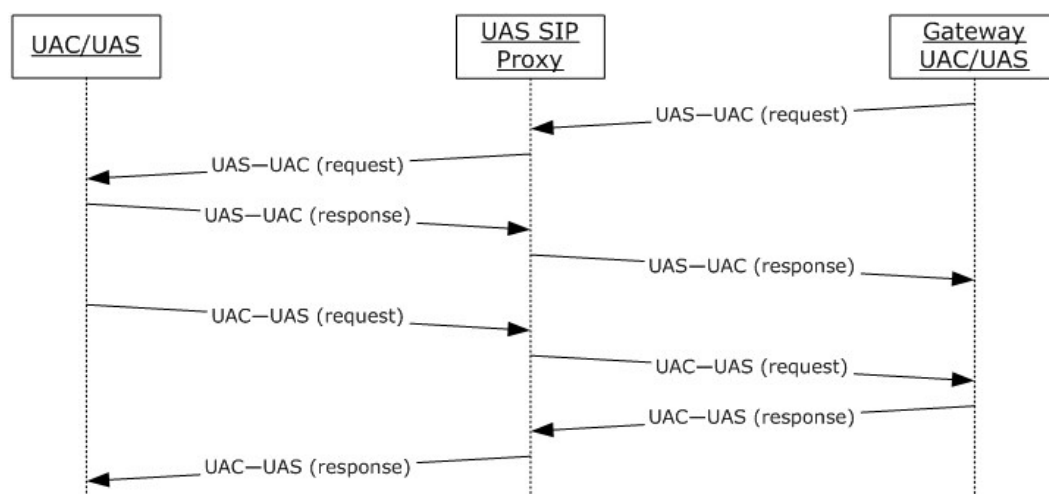 UAC/UAS
UAS SIP
Proxy
Gateway
UAC/UAS
UAS—UAC (request)
UAS—UAC (request)
UAS—UAC (response)
UAS—UAC (response)
UAC—UAS (request)
UAC—UAS (request)
UAC—UAS (response)
UAC—UAS (response)